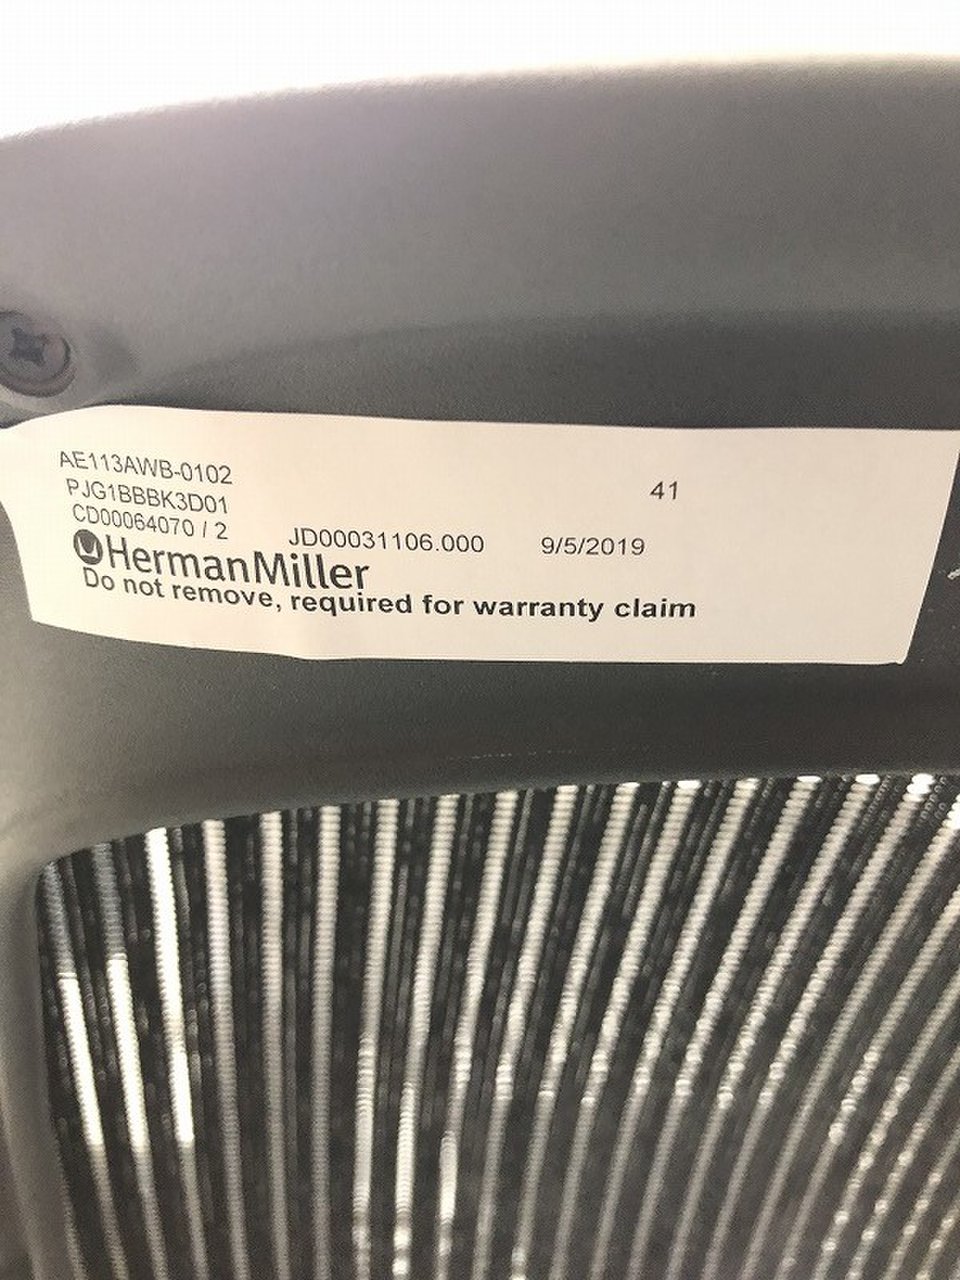 AE113AWB-0102
41
PJG1BBBK3D01
CD00064070 / 2 JD00031106.000 9/5/2019
HermanMiller
Do not remove, required for warranty claim